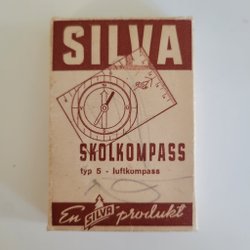 SILVA
SKOLKOMPASS
typ 5 - luftkompass
En SILVA produkt